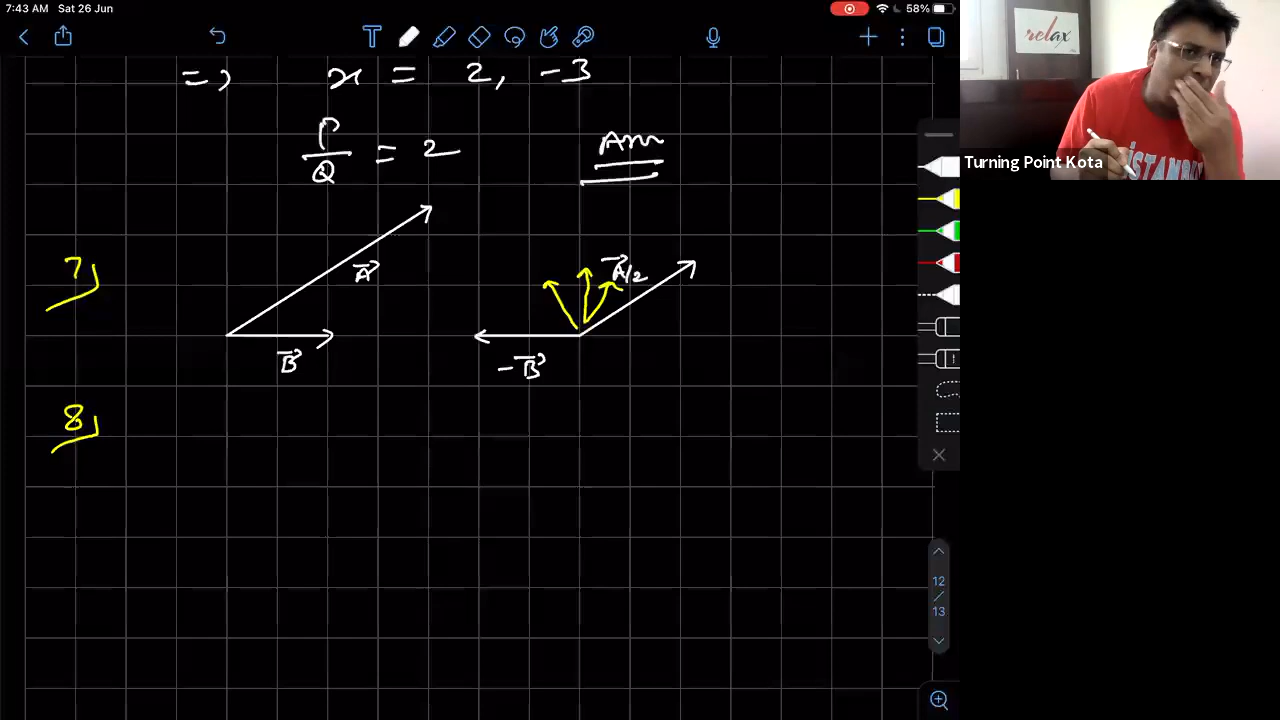 7:43 AM Sat 26 Jun
58%
relax
T
=> x = 2, -3
P/Q = 2 Ans
Turning Point Kota
İSTANBUL
7)
A
B
A/2
-B
8)
12
/
13